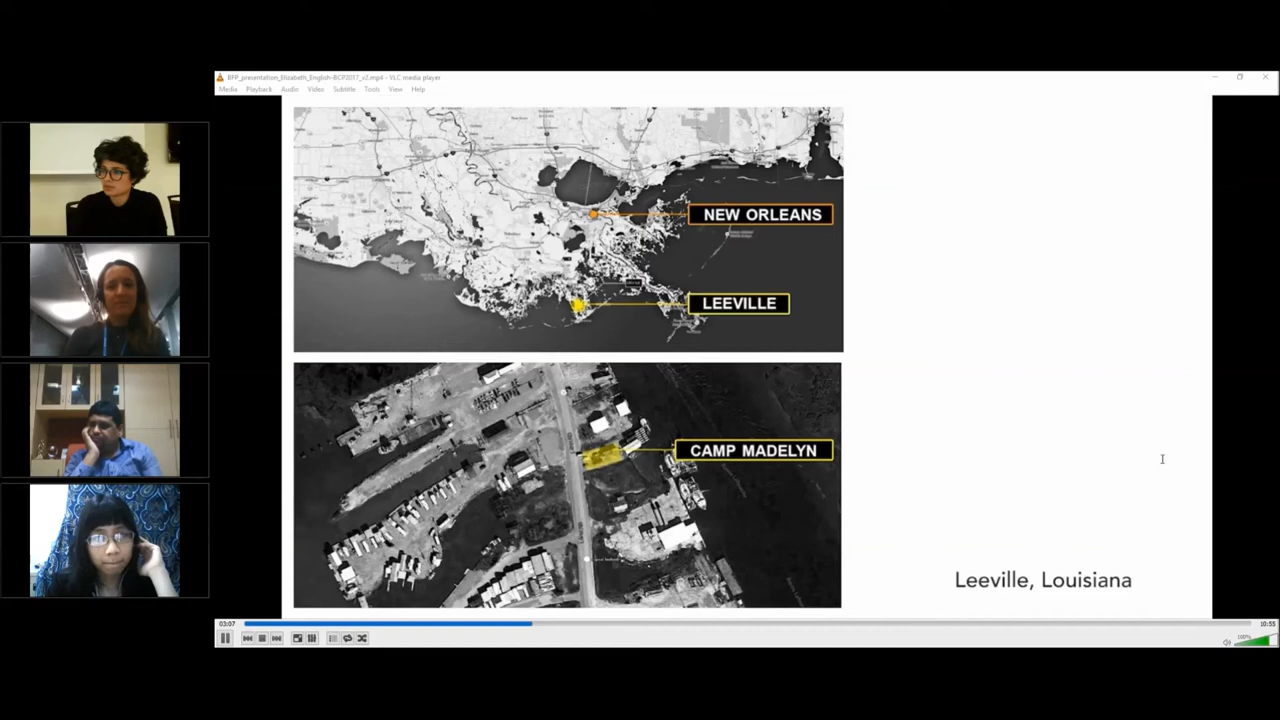 BFP_presentation_Elizabeth_English-BCP2017_v2.mp4 - VLC media player
Media Playback Audio Video Subtitle Tools View Help
NEW ORLEANS
LEEVILLE
CAMP MADELYN
Leeville, Louisiana
03:07
10:55
100%